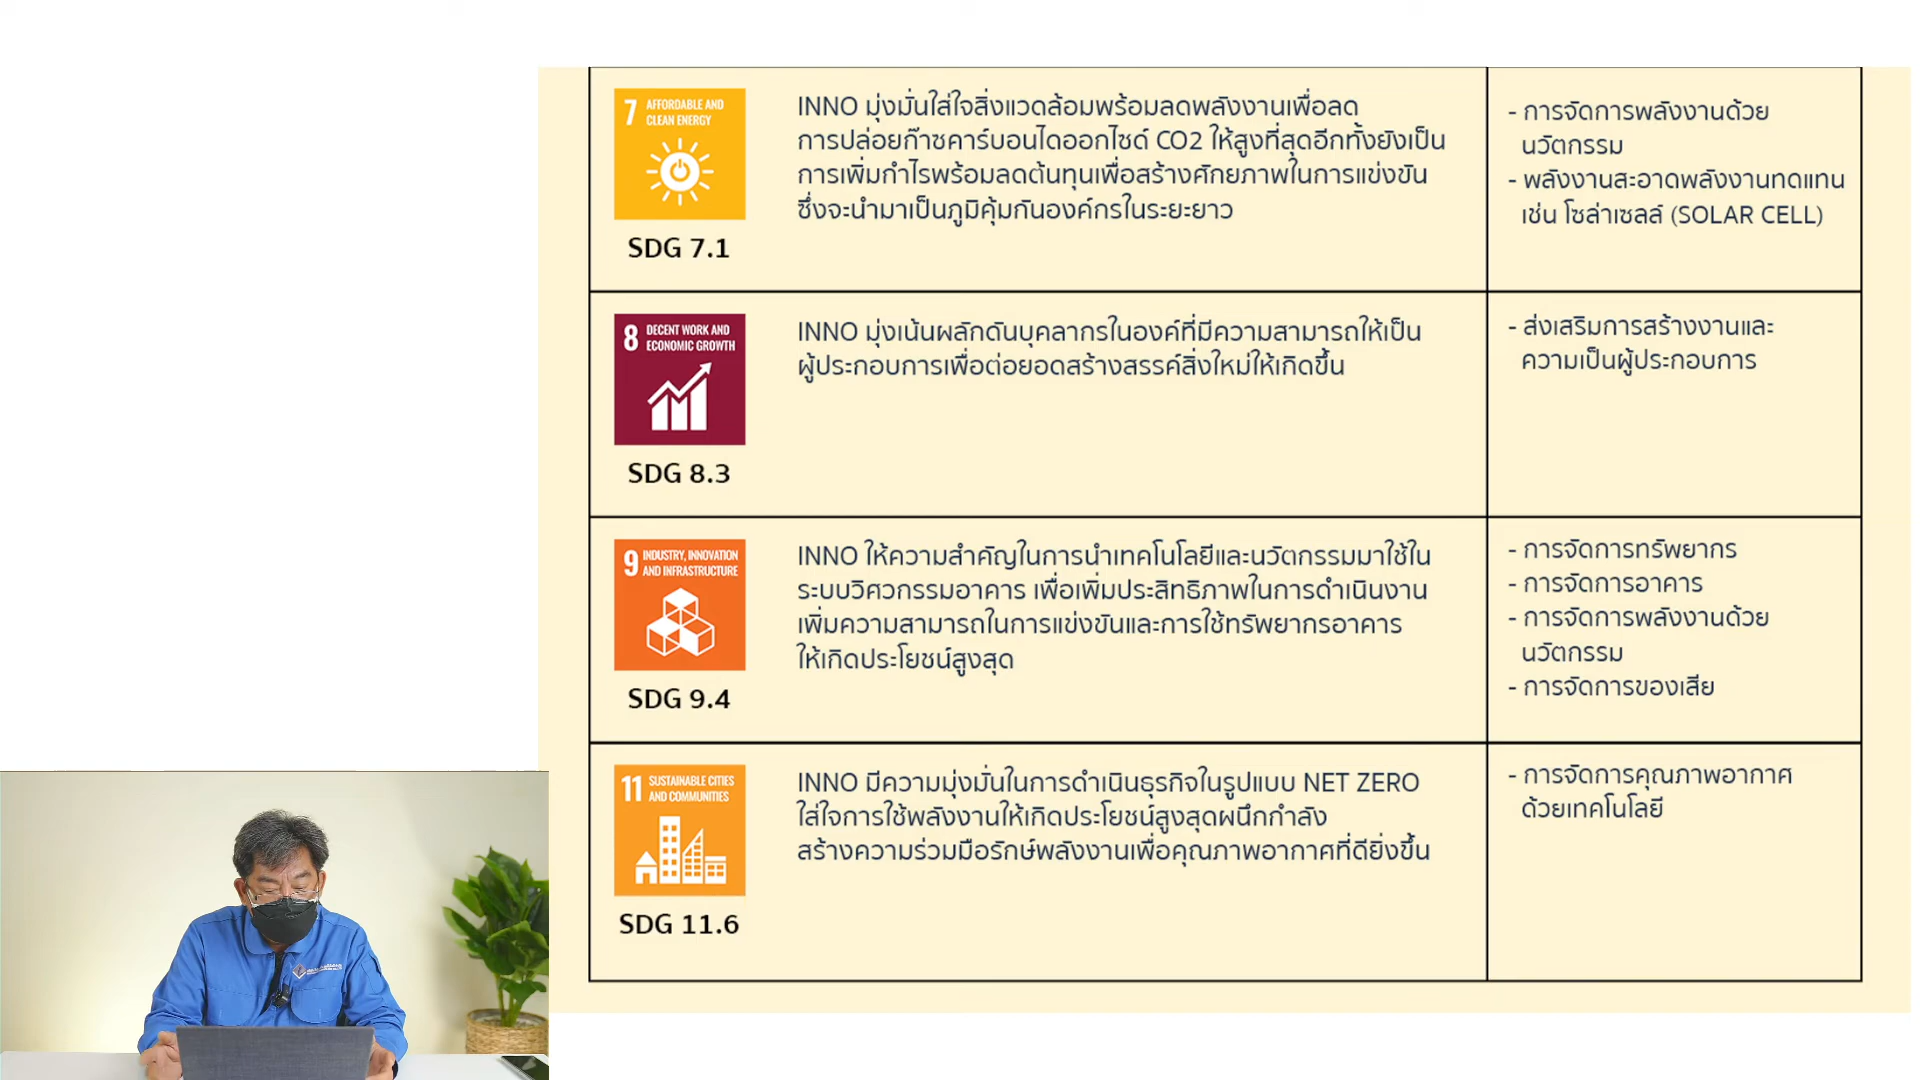 7 AFFORDABLE AND
CLEAN ENERGY
SDG 7.1
INNO มุ่งมั่นใส่ใจสิ่งแวดล้อมพร้อมลดพลังงานเพื่อลด
การปล่อยก๊าซคาร์บอนไดออกไซด์ CO2 ให้สูงที่สุดอีกทั้งยังเป็น
การเพิ่มกำไรพร้อมลดต้นทุนเพื่อสร้างศักยภาพในการแข่งขัน
ซึ่งจะนำมาเป็นภูมิคุ้มกันองค์กรในระยะยาว
- การจัดการพลังงานด้วย
นวัตกรรม
- พลังงานสะอาดพลังงานทดแทน
เช่น โซล่าเซลล์ (SOLAR CELL)
8 DECENT WORK AND
ECONOMIC GROWTH
SDG 8.3
INNO มุ่งเน้นผลักดันบุคลากรในองค์ที่มีความสามารถให้เป็น
ผู้ประกอบการเพื่อต่อยอดสร้างสรรค์สิ่งใหม่ให้เกิดขึ้น
- ส่งเสริมการสร้างงานและ
ความเป็นผู้ประกอบการ
9 INDUSTRY, INNOVATION
AND INFRASTRUCTURE
SDG 9.4
INNO ให้ความสำคัญในการนำเทคโนโลยีและนวัตกรรมมาใช้ใน
ระบบวิศวกรรมอาคาร เพื่อเพิ่มประสิทธิภาพในการดำเนินงาน
เพิ่มความสามารถในการแข่งขันและการใช้ทรัพยากรอาคาร
ให้เกิดประโยชน์สูงสุด
- การจัดการทรัพยากร
- การจัดการอาคาร
- การจัดการพลังงานด้วย
นวัตกรรม
- การจัดการของเสีย
11 SUSTAINABLE CITIES
AND COMMUNITIES
SDG 11.6
INNO มีความมุ่งมั่นในการดำเนินธุรกิจในรูปแบบ NET ZERO
ใส่ใจการใช้พลังงานให้เกิดประโยชน์สูงสุดผนึกกำลัง
สร้างความร่วมมือรักษ์พลังงานเพื่อคุณภาพอากาศที่ดียิ่งขึ้น
- การจัดการคุณภาพอากาศ
ด้วยเทคโนโลยี